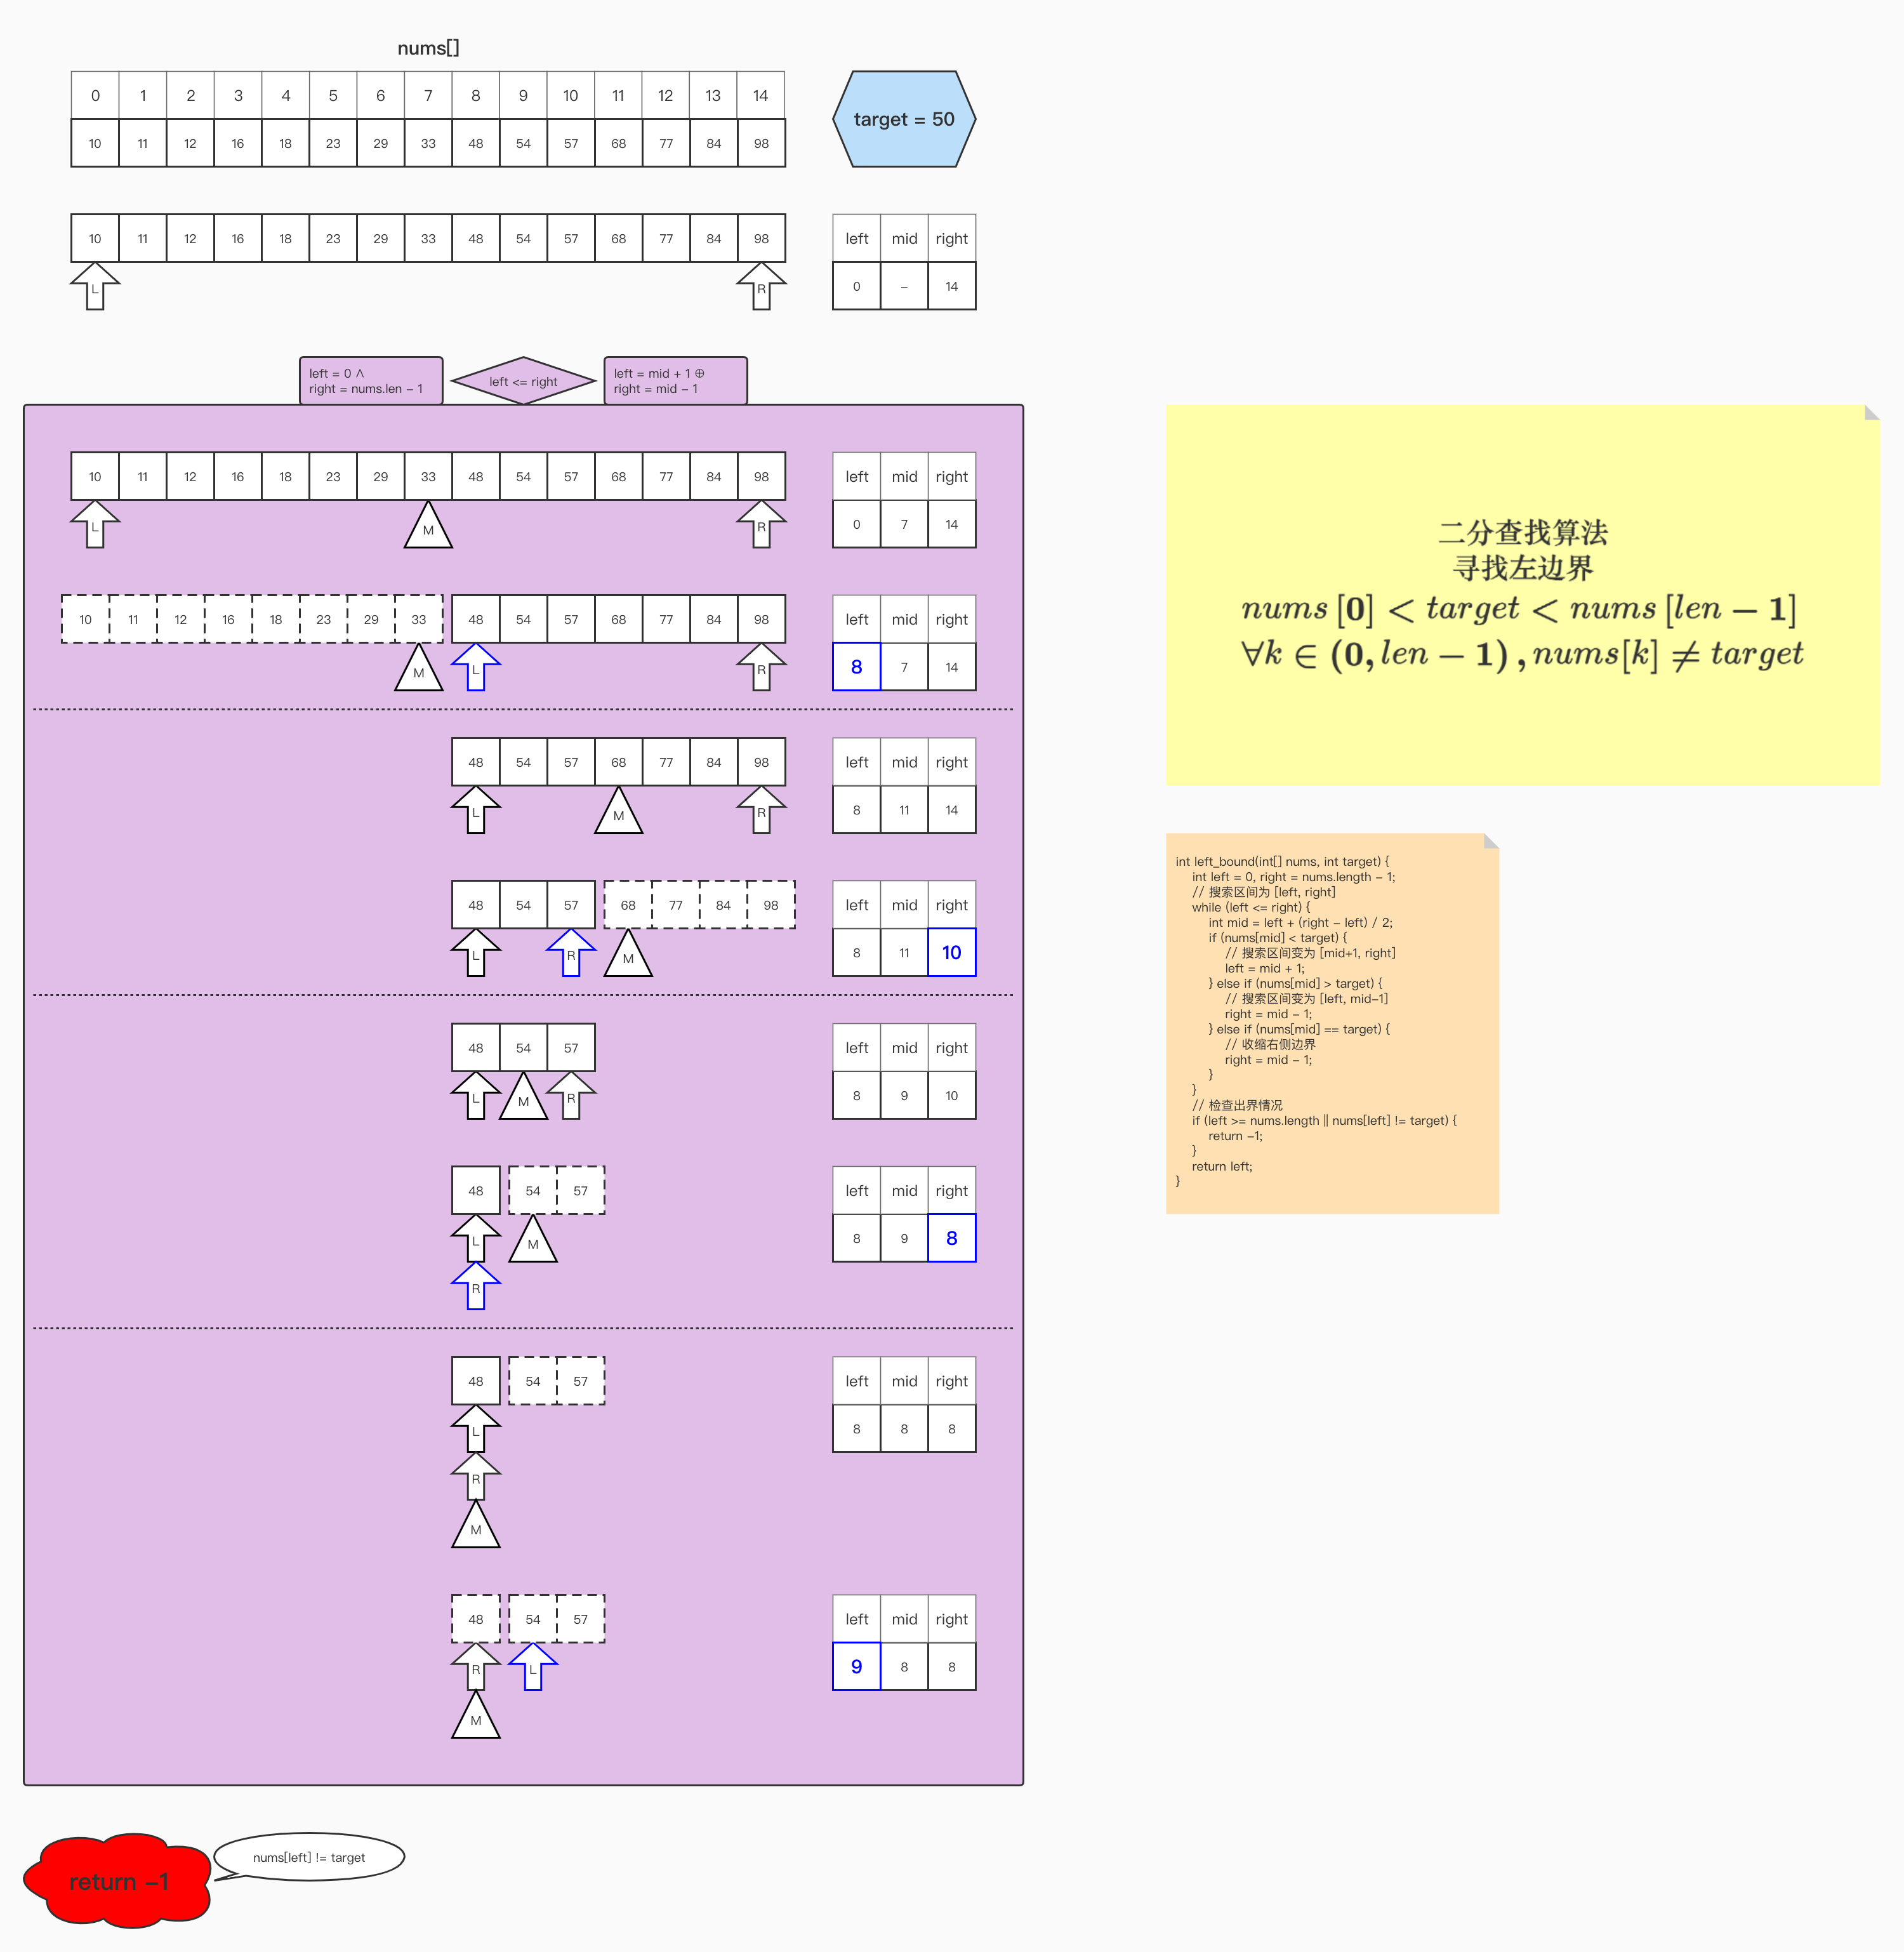 nums[]
0 1 2 3 4 5 6 7 8 9 10 11 12 13 14
10 11 12 16 18 23 29 33 48 54 57 68 77 84 98
target = 50
10 11 12 16 18 23 29 33 48 54 57 68 77 84 98
L R
left mid right
0 – 14
left = 0 ∧
right = nums.len – 1
left <= right
left = mid + 1 ⊕
right = mid – 1
10 11 12 16 18 23 29 33 48 54 57 68 77 84 98
L M R
left mid right
0 7 14
10 11 12 16 18 23 29 33 48 54 57 68 77 84 98
M L R
left mid right
8 7 14
48 54 57 68 77 84 98
L M R
left mid right
8 11 14
48 54 57 68 77 84 98
L R M
left mid right
8 11 10
48 54 57
L M R
left mid right
8 9 10
48 54 57
L M
R
left mid right
8 9 8
48 54 57
L
R
M
left mid right
8 8 8
48 54 57
R L
M
left mid right
9 8 8
return –1
nums[left] != target
二分查找算法
寻找左边界
nums [0] < target < nums [len − 1]
∀k ∈ (0, len − 1) , nums[k] ≠ target
int left_bound(int[] nums, int target) {
int left = 0, right = nums.length – 1;
// 搜索区间为 [left, right]
while (left <= right) {
int mid = left + (right – left) / 2;
if (nums[mid] < target) {
// 搜索区间变为 [mid+1, right]
left = mid + 1;
} else if (nums[mid] > target) {
// 搜索区间变为 [left, mid–1]
right = mid – 1;
} else if (nums[mid] == target) {
// 收缩右侧边界
right = mid – 1;
}
}
// 检查出界情况
if (left >= nums.length || nums[left] != target) {
return –1;
}
return left;
}